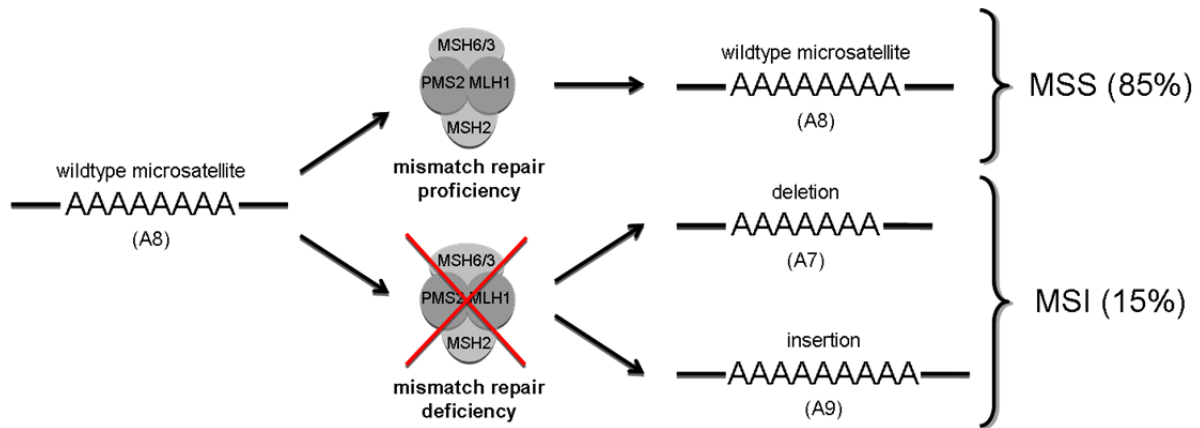 wildtype microsatellite
AAAAAAAA
(A8)
MSH6/3
PMS2 MLH1
MSH2
mismatch repair
proficiency
wildtype microsatellite
AAAAAAAA
(A8)
MSS (85%)
MSH6/3
PMS2 MLH1
MSH2
mismatch repair
deficiency
deletion
AAAAAAA
(A7)
insertion
AAAAAAAAA
(A9)
MSI (15%)